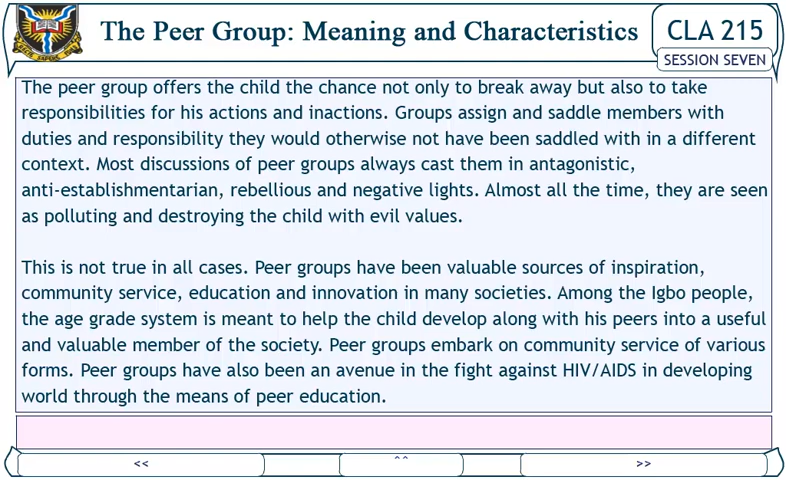 The Peer Group: Meaning and Characteristics
CLA 215
SESSION SEVEN
The peer group offers the child the chance not only to break away but also to take
responsibilities for his actions and inactions. Groups assign and saddle members with
duties and responsibility they would otherwise not have been saddled with in a different
context. Most discussions of peer groups always cast them in antagonistic,
anti-establishmentarian, rebellious and negative lights. Almost all the time, they are seen
as polluting and destroying the child with evil values.
This is not true in all cases. Peer groups have been valuable sources of inspiration,
community service, education and innovation in many societies. Among the Igbo people,
the age grade system is meant to help the child develop along with his peers into a useful
and valuable member of the society. Peer groups embark on community service of various
forms. Peer groups have also been an avenue in the fight against HIV/AIDS in developing
world through the means of peer education.
<< ^^ >>